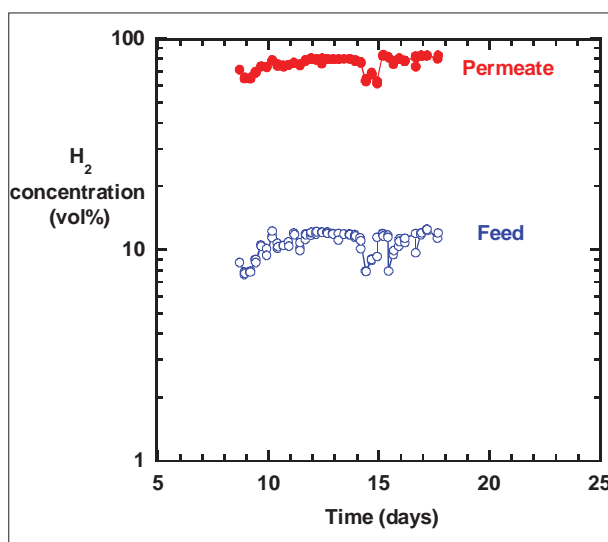 100
Permeate
H2
concentration
(vol%)
Feed
10
1
5 10 15 20 25
Time (days)